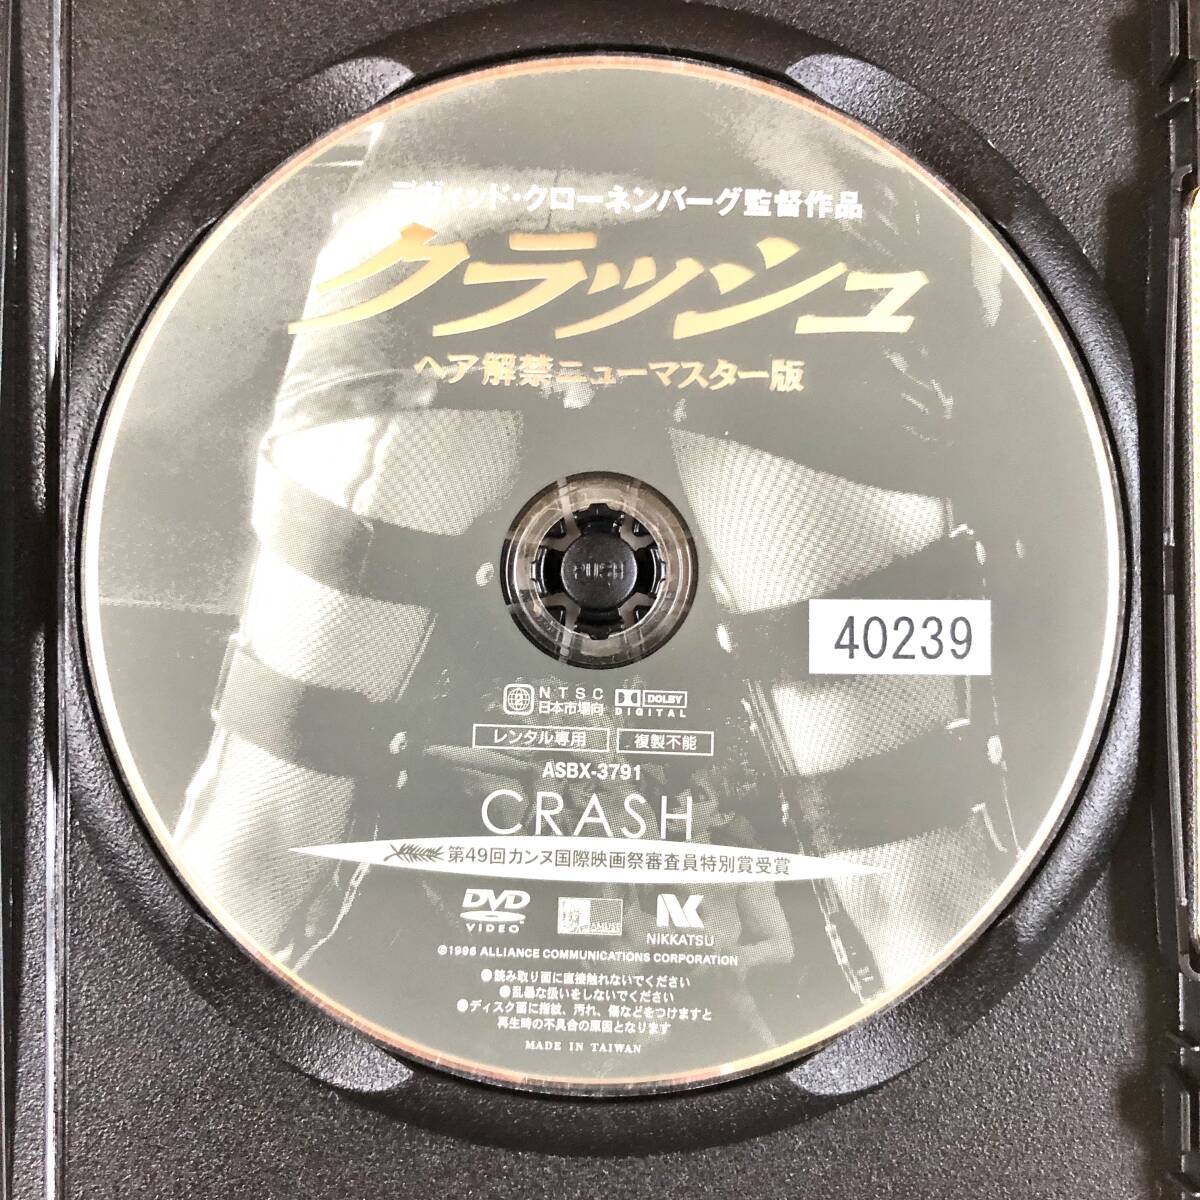 デヴィッド・クローネンバーグ監督作品
クラッシュ
ヘア解禁ニューマスター版
PUSH
40239
2 NTSC 日本市場向
DOLBY DIGITAL
レンタル専用 複製不能
ASBX-3791
CRASH
第49回カンヌ国際映画祭審査員特別賞受賞
DVD VIDEO
AMUSE
NIKKATSU
©1996 ALLIANCE COMMUNICATIONS CORPORATION
●読み取り面に直接触れないでください
●乱暴な扱いをしないでください
●ディスク面に指紋、汚れ、傷などをつけますと
再生時の不具合の原因となります
MADE IN TAIWAN